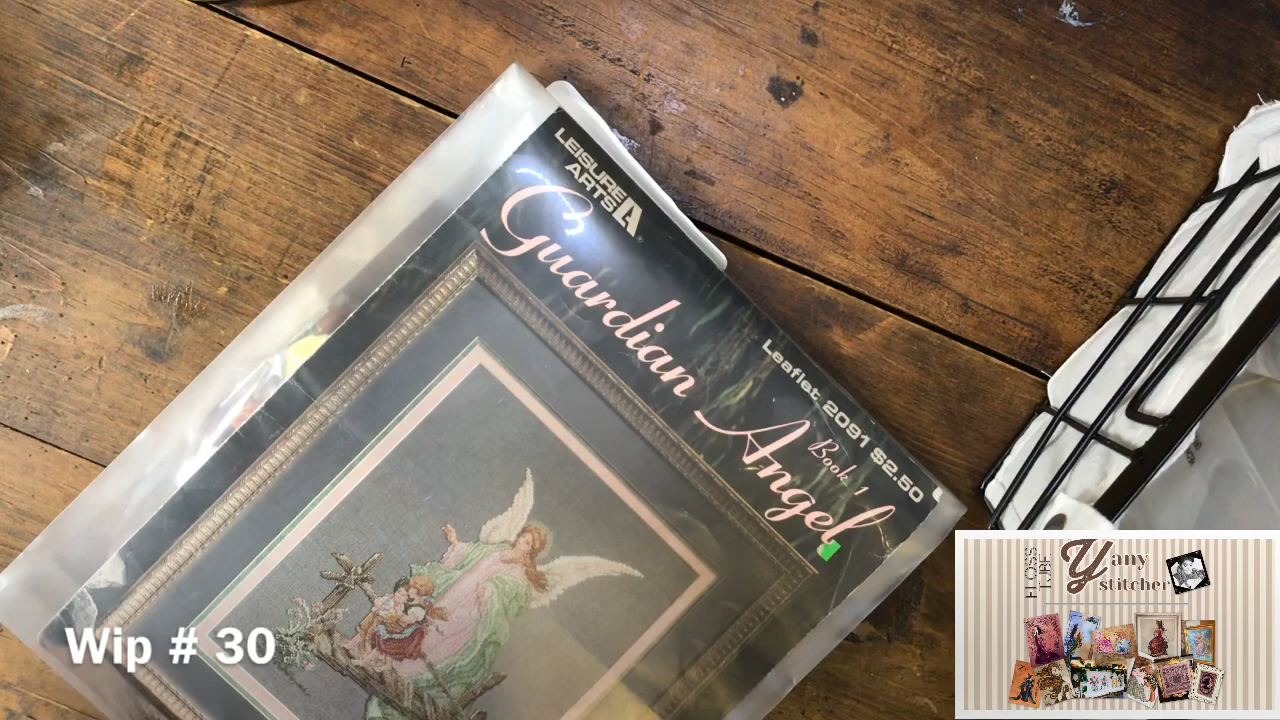 LEISURE
ARTS
Guardian Angel
Leaflet 2091 $2.50
Book 1
Wip # 30
FLOSS
TUBE
Yany
stitcher